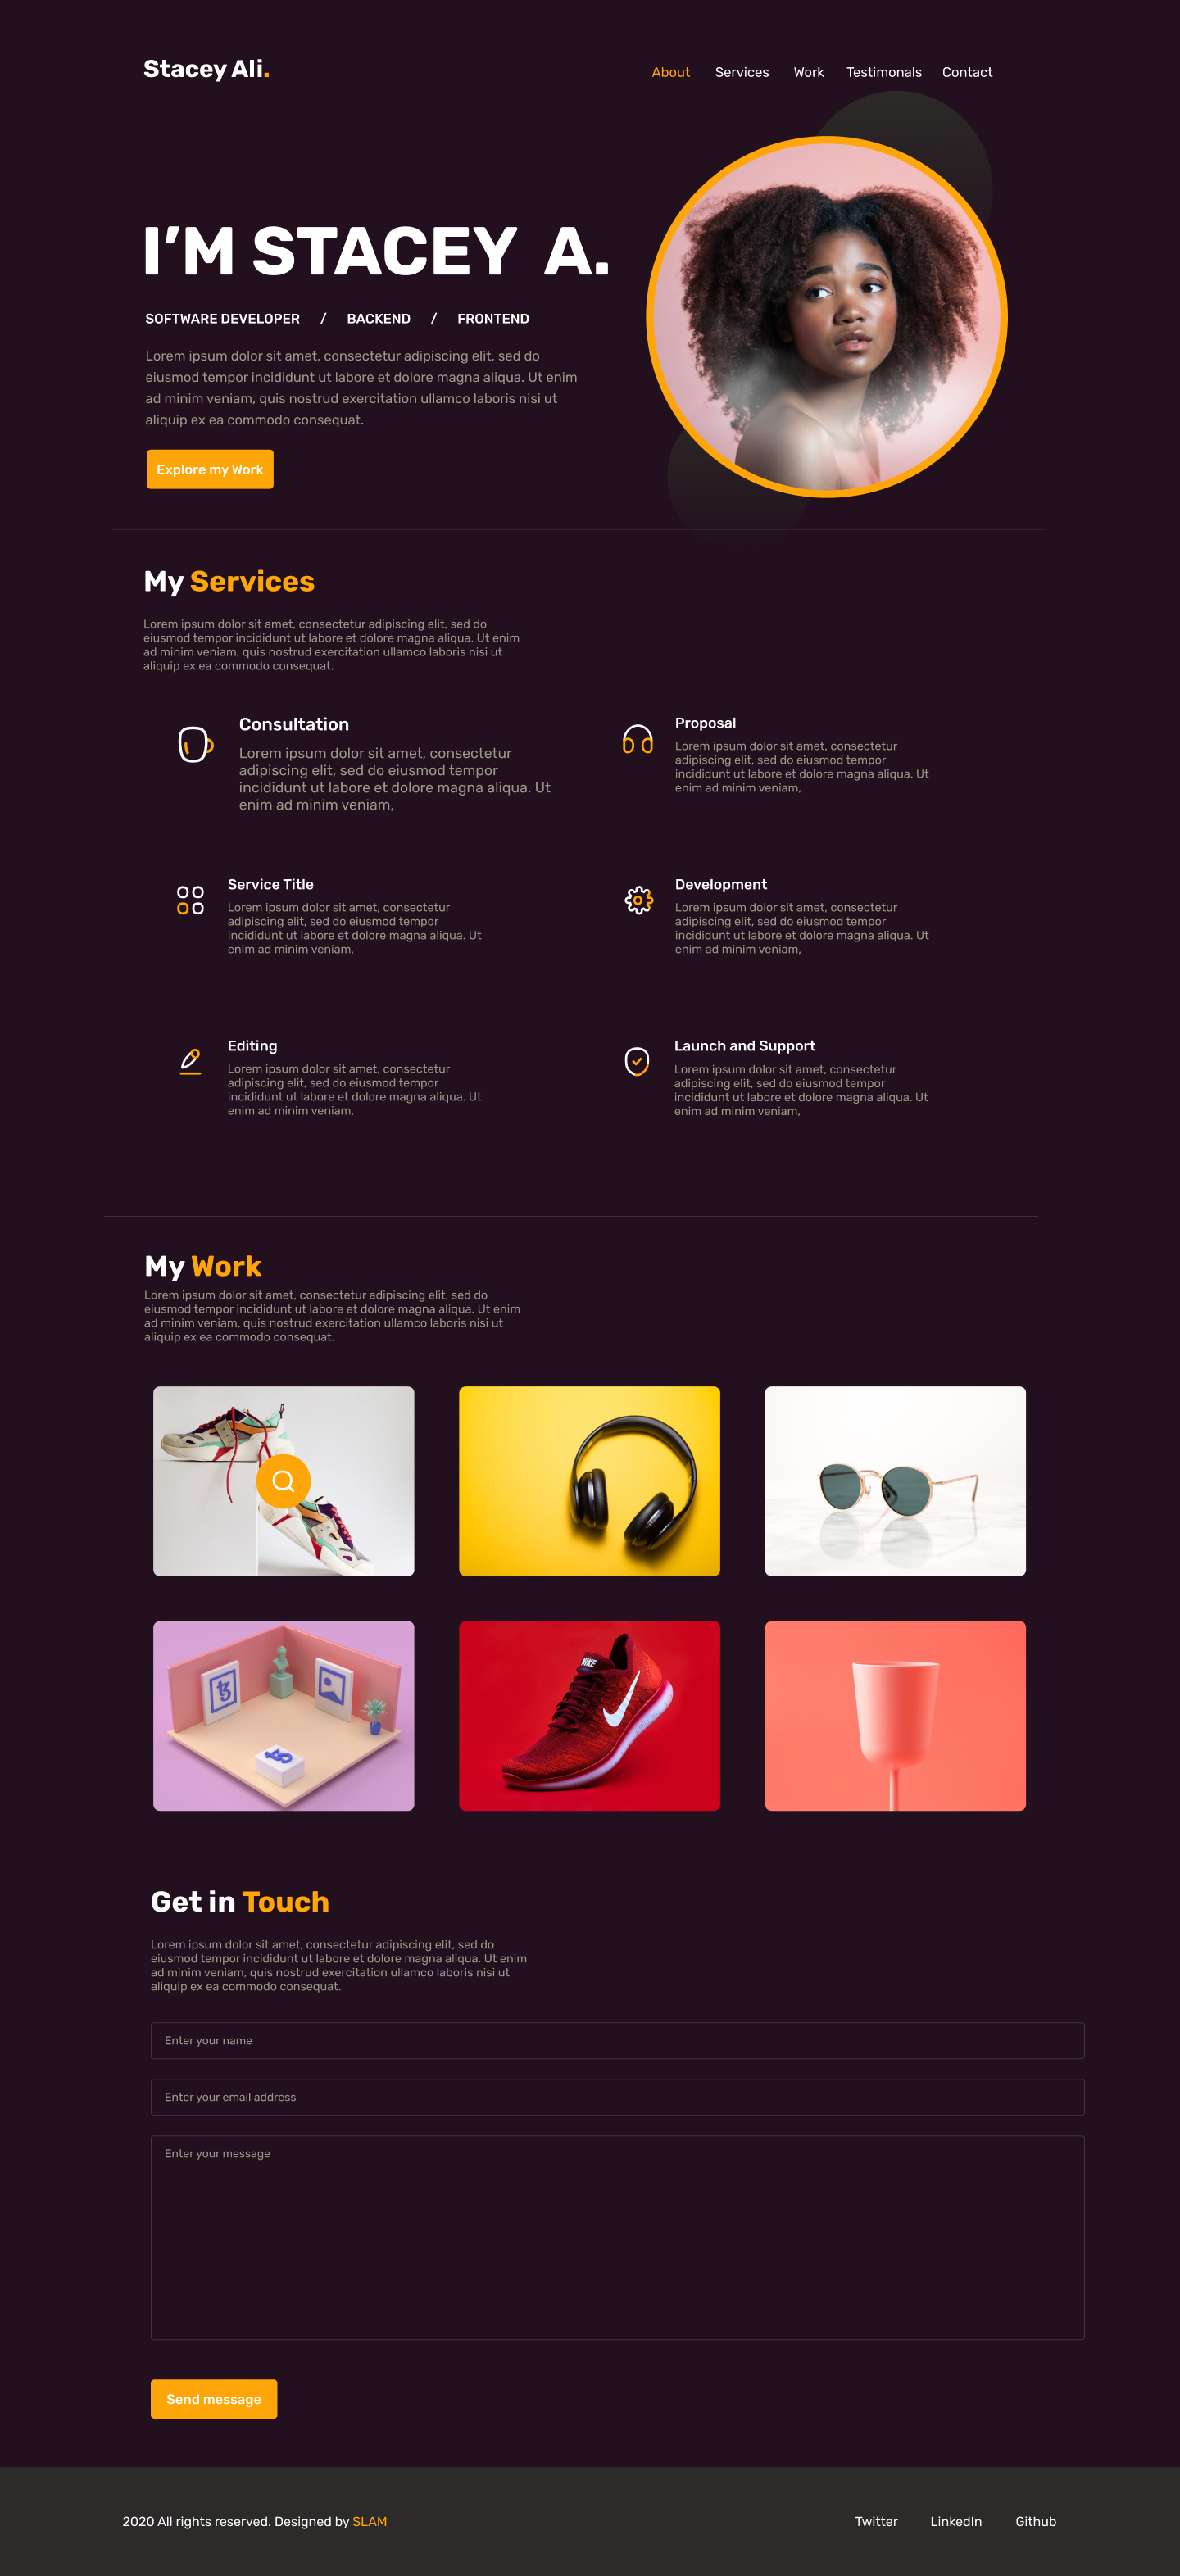 Stacey Ali.
About Services Work Testimonals Contact
I’M STACEY A.
SOFTWARE DEVELOPER / BACKEND / FRONTEND
Lorem ipsum dolor sit amet, consectetur adipiscing elit, sed do
eiusmod tempor incididunt ut labore et dolore magna aliqua. Ut enim
ad minim veniam, quis nostrud exercitation ullamco laboris nisi ut
aliquip ex ea commodo consequat.
Explore my Work
My Services
Lorem ipsum dolor sit amet, consectetur adipiscing elit, sed do
eiusmod tempor incididunt ut labore et dolore magna aliqua. Ut enim
ad minim veniam, quis nostrud exercitation ullamco laboris nisi ut
aliquip ex ea commodo consequat.
Consultation
Lorem ipsum dolor sit amet, consectetur
adipiscing elit, sed do eiusmod tempor
incididunt ut labore et dolore magna aliqua. Ut
enim ad minim veniam,
Proposal
Lorem ipsum dolor sit amet, consectetur
adipiscing elit, sed do eiusmod tempor
incididunt ut labore et dolore magna aliqua. Ut
enim ad minim veniam,
Service Title
Lorem ipsum dolor sit amet, consectetur
adipiscing elit, sed do eiusmod tempor
incididunt ut labore et dolore magna aliqua. Ut
enim ad minim veniam,
Development
Lorem ipsum dolor sit amet, consectetur
adipiscing elit, sed do eiusmod tempor
incididunt ut labore et dolore magna aliqua. Ut
enim ad minim veniam,
Editing
Lorem ipsum dolor sit amet, consectetur
adipiscing elit, sed do eiusmod tempor
incididunt ut labore et dolore magna aliqua. Ut
enim ad minim veniam,
Launch and Support
Lorem ipsum dolor sit amet, consectetur
adipiscing elit, sed do eiusmod tempor
incididunt ut labore et dolore magna aliqua. Ut
enim ad minim veniam,
My Work
Lorem ipsum dolor sit amet, consectetur adipiscing elit, sed do
eiusmod tempor incididunt ut labore et dolore magna aliqua. Ut enim
ad minim veniam, quis nostrud exercitation ullamco laboris nisi ut
aliquip ex ea commodo consequat.
NIKE
Get in Touch
Lorem ipsum dolor sit amet, consectetur adipiscing elit, sed do
eiusmod tempor incididunt ut labore et dolore magna aliqua. Ut enim
ad minim veniam, quis nostrud exercitation ullamco laboris nisi ut
aliquip ex ea commodo consequat.
Enter your name
Enter your email address
Enter your message
Send message
2020 All rights reserved. Designed by SLAM
Twitter LinkedIn Github